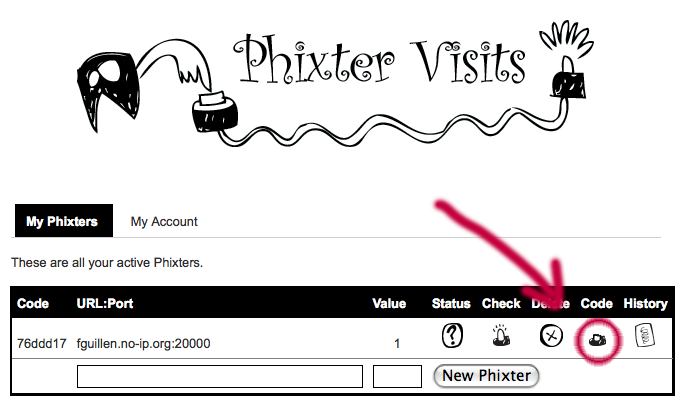 Phixter Visits
My Phixters My Account
These are all your active Phixters.
Code URL:Port Value Status Check Delete Code History
76ddd17 fguillen.no-ip.org:20000 1 ?
New Phixter